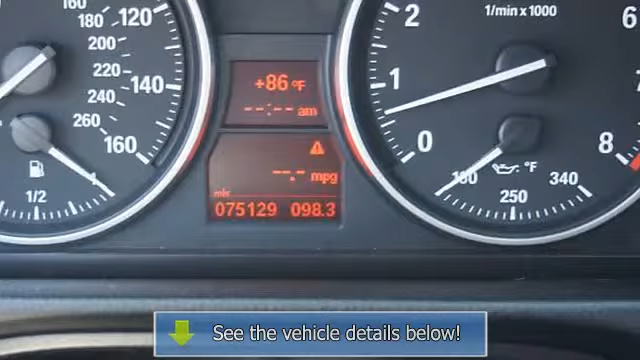 160
180
200
220
240
260
120
140
160
1/2
1
+86 °F
--:-- am
--.- mpg
mls
075129 098.3
1/min x 1000
2
1
0
6
8
°F
250
340
See the vehicle details below!